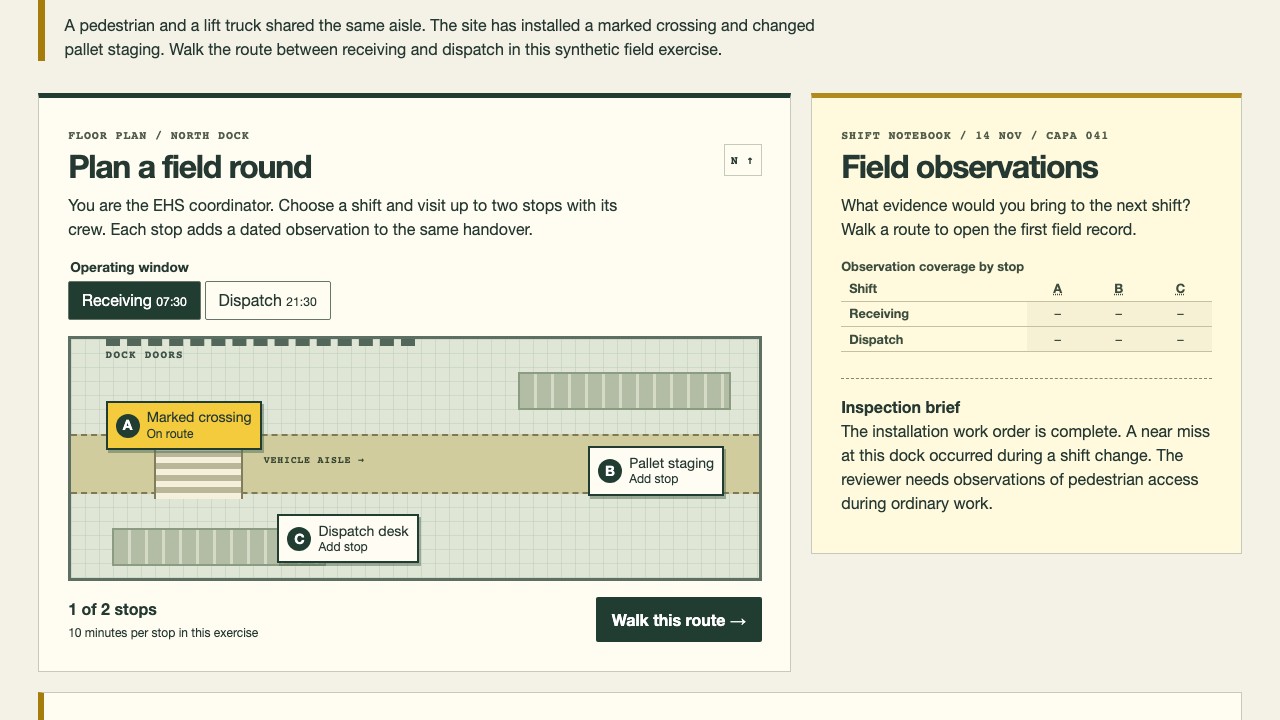 A pedestrian and a lift truck shared the same aisle. The site has installed a marked crossing and changed
pallet staging. Walk the route between receiving and dispatch in this synthetic field exercise.
FLOOR PLAN / NORTH DOCK
Plan a field round
N ↑
You are the EHS coordinator. Choose a shift and visit up to two stops with its
crew. Each stop adds a dated observation to the same handover.
Operating window
Receiving 07:30
Dispatch 21:30
DOCK DOORS
A Marked crossing
On route
VEHICLE AISLE →
B Pallet staging
Add stop
C Dispatch desk
Add stop
1 of 2 stops
10 minutes per stop in this exercise
Walk this route →
SHIFT NOTEBOOK / 14 NOV / CAPA 041
Field observations
What evidence would you bring to the next shift?
Walk a route to open the first field record.
Observation coverage by stop
Shift A B C
Receiving – – –
Dispatch – – –
Inspection brief
The installation work order is complete. A near miss
at this dock occurred during a shift change. The
reviewer needs observations of pedestrian access
during ordinary work.